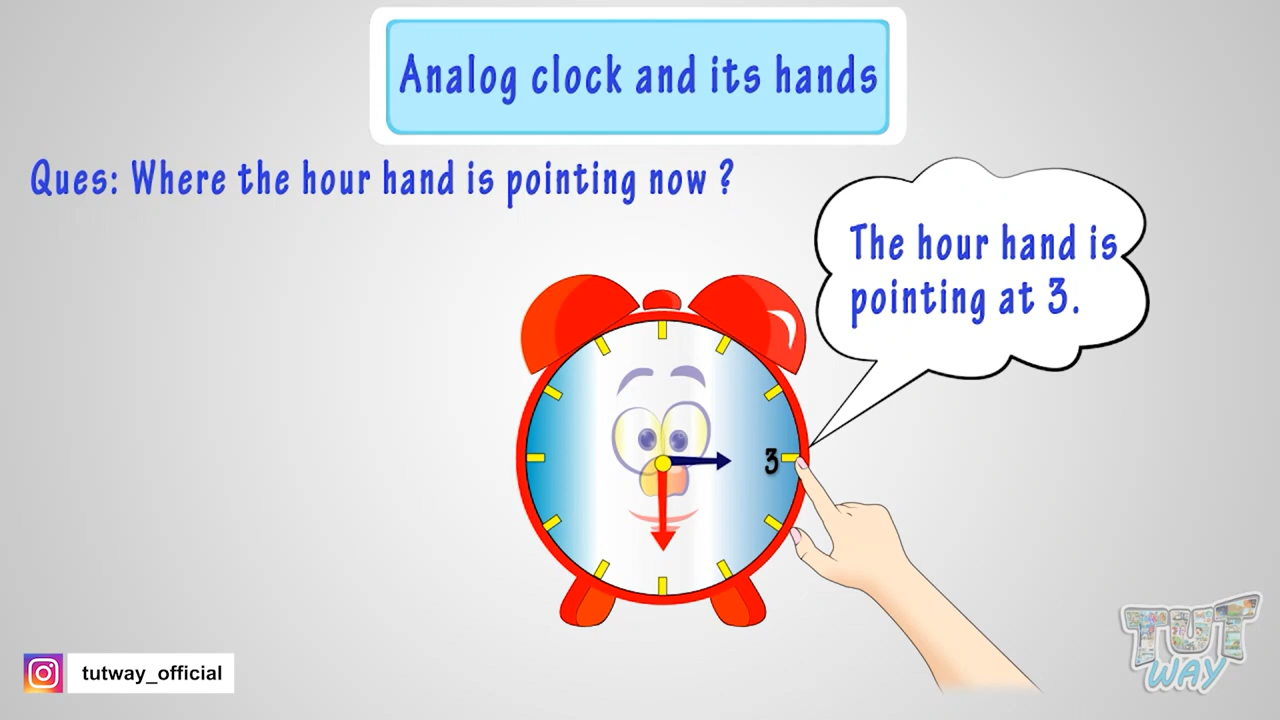 Analog clock and its hands
Ques: Where the hour hand is pointing now ?
The hour hand is
pointing at 3.
3
tutway_official
TUT
WAY